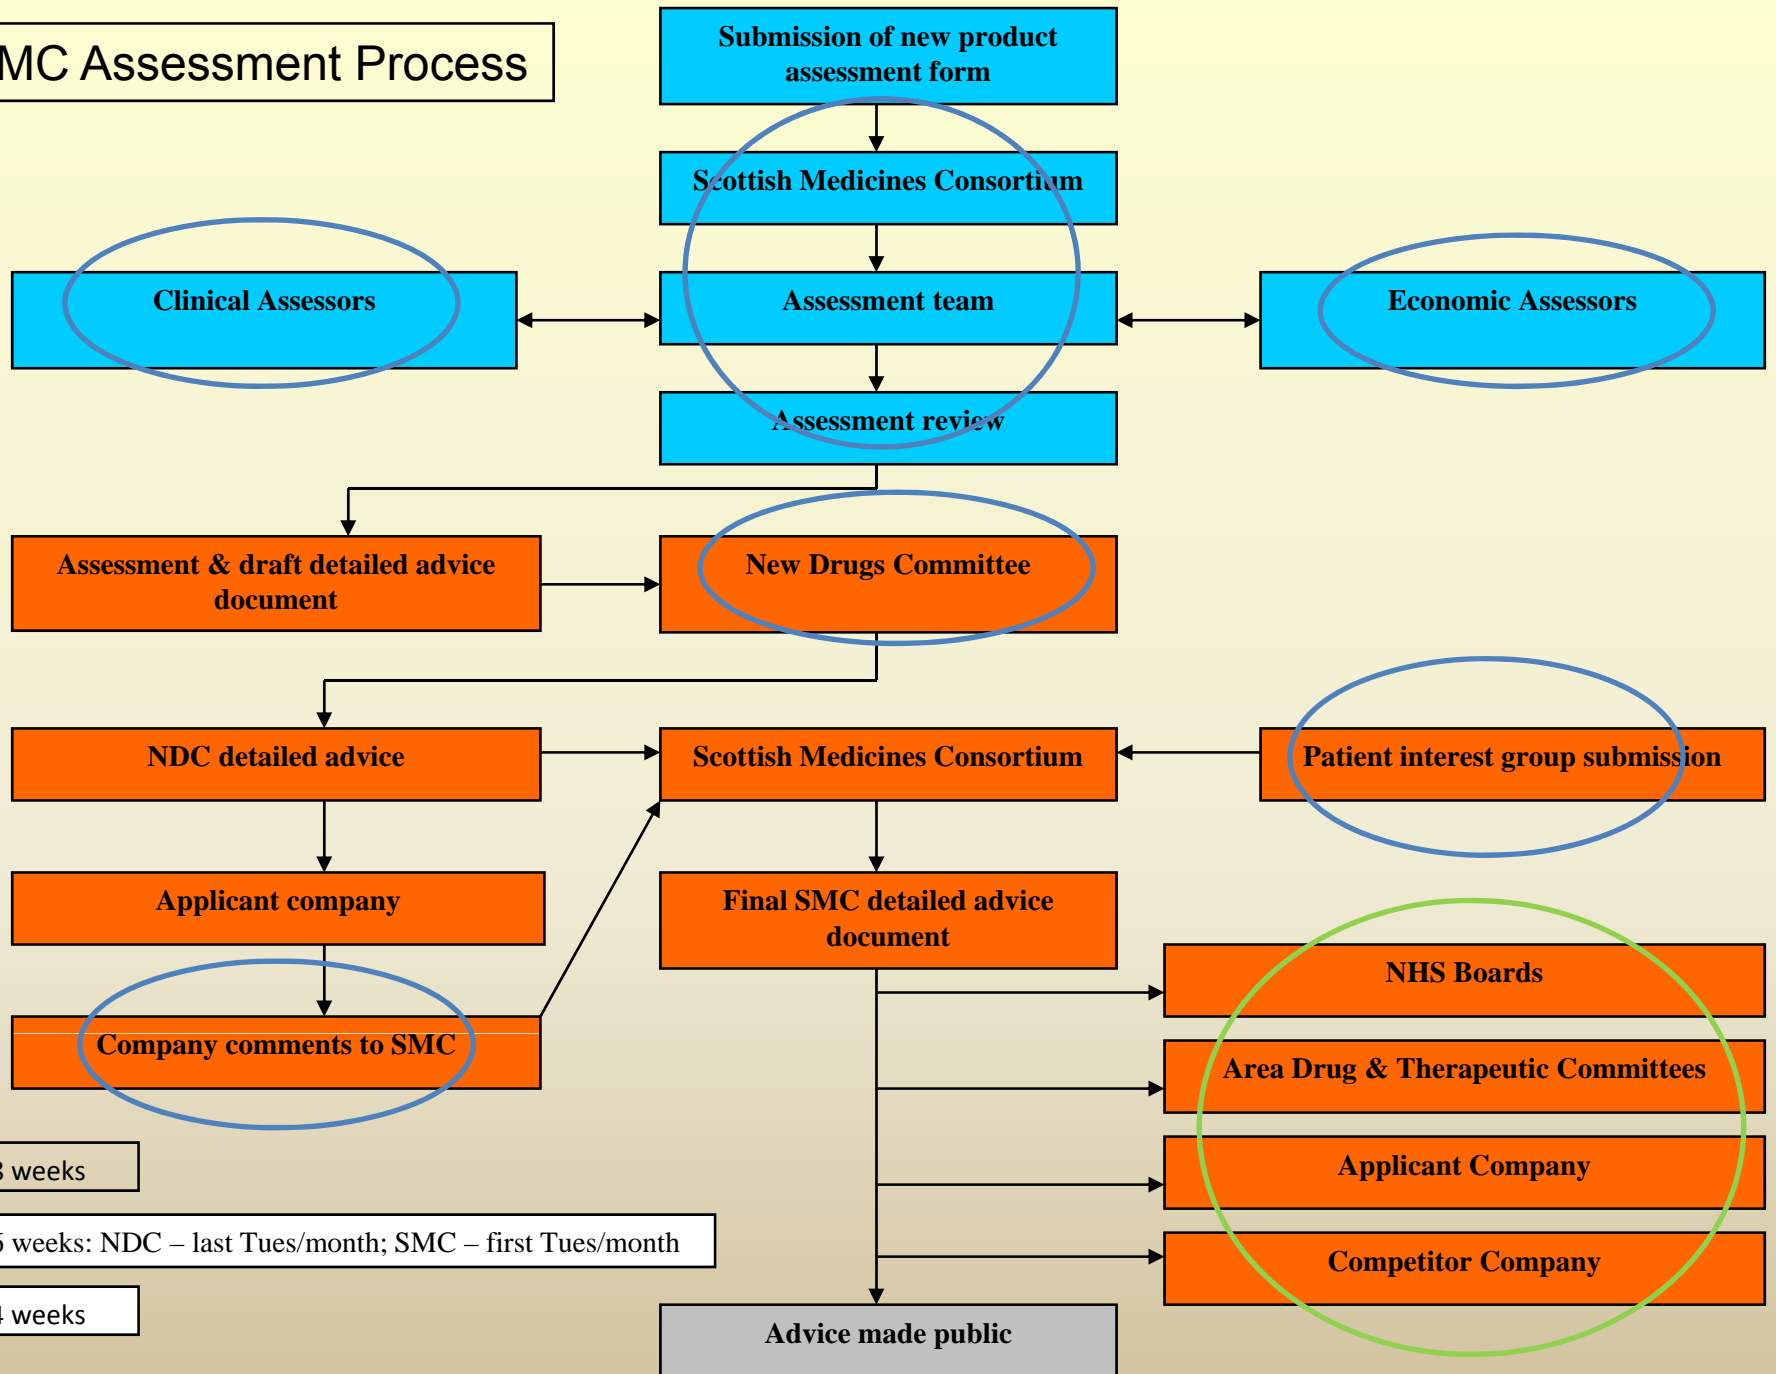 MC Assessment Process
Submission of new product
assessment form
Scottish Medicines Consortium
Clinical Assessors
Assessment team
Economic Assessors
Assessment review
Assessment & draft detailed advice
document
New Drugs Committee
NDC detailed advice
Scottish Medicines Consortium
Patient interest group submission
Applicant company
Final SMC detailed advice
document
NHS Boards
Company comments to SMC
Area Drug & Therapeutic Committees
Applicant Company
weeks
weeks: NDC – last Tues/month; SMC – first Tues/month
Competitor Company
weeks
Advice made public